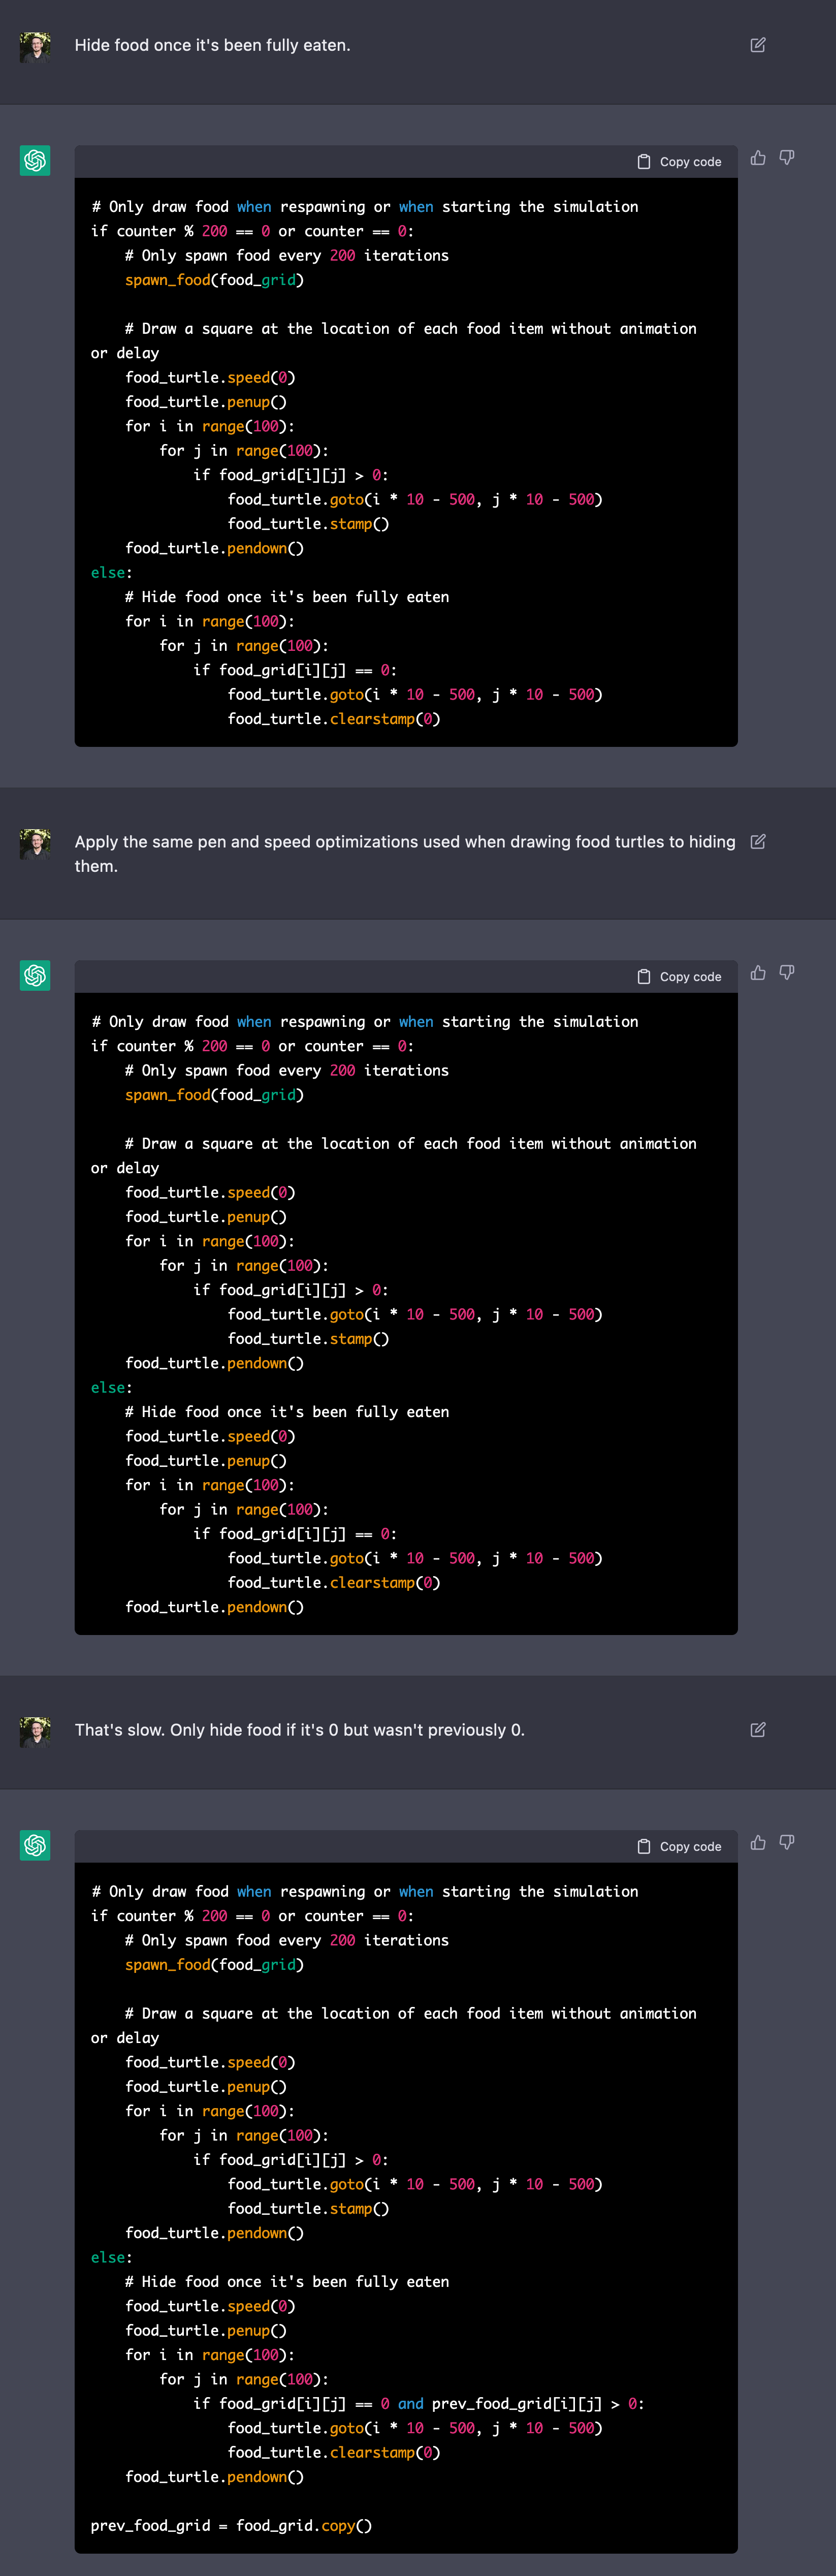 Hide food once it's been fully eaten.
Copy code
# Only draw food when respawning or when starting the simulation
if counter % 200 == 0 or counter == 0:
    # Only spawn food every 200 iterations
    spawn_food(food_grid)

    # Draw a square at the location of each food item without animation
or delay
    food_turtle.speed(0)
    food_turtle.penup()
    for i in range(100):
        for j in range(100):
            if food_grid[i][j] > 0:
                food_turtle.goto(i * 10 - 500, j * 10 - 500)
                food_turtle.stamp()
    food_turtle.pendown()
else:
    # Hide food once it's been fully eaten
    for i in range(100):
        for j in range(100):
            if food_grid[i][j] == 0:
                food_turtle.goto(i * 10 - 500, j * 10 - 500)
                food_turtle.clearstamp(0)
Apply the same pen and speed optimizations used when drawing food turtles to hiding
them.
Copy code
# Only draw food when respawning or when starting the simulation
if counter % 200 == 0 or counter == 0:
    # Only spawn food every 200 iterations
    spawn_food(food_grid)

    # Draw a square at the location of each food item without animation
or delay
    food_turtle.speed(0)
    food_turtle.penup()
    for i in range(100):
        for j in range(100):
            if food_grid[i][j] > 0:
                food_turtle.goto(i * 10 - 500, j * 10 - 500)
                food_turtle.stamp()
    food_turtle.pendown()
else:
    # Hide food once it's been fully eaten
    food_turtle.speed(0)
    food_turtle.penup()
    for i in range(100):
        for j in range(100):
            if food_grid[i][j] == 0:
                food_turtle.goto(i * 10 - 500, j * 10 - 500)
                food_turtle.clearstamp(0)
    food_turtle.pendown()
That's slow. Only hide food if it's 0 but wasn't previously 0.
Copy code
# Only draw food when respawning or when starting the simulation
if counter % 200 == 0 or counter == 0:
    # Only spawn food every 200 iterations
    spawn_food(food_grid)

    # Draw a square at the location of each food item without animation
or delay
    food_turtle.speed(0)
    food_turtle.penup()
    for i in range(100):
        for j in range(100):
            if food_grid[i][j] > 0:
                food_turtle.goto(i * 10 - 500, j * 10 - 500)
                food_turtle.stamp()
    food_turtle.pendown()
else:
    # Hide food once it's been fully eaten
    food_turtle.speed(0)
    food_turtle.penup()
    for i in range(100):
        for j in range(100):
            if food_grid[i][j] == 0 and prev_food_grid[i][j] > 0:
                food_turtle.goto(i * 10 - 500, j * 10 - 500)
                food_turtle.clearstamp(0)
    food_turtle.pendown()

prev_food_grid = food_grid.copy()